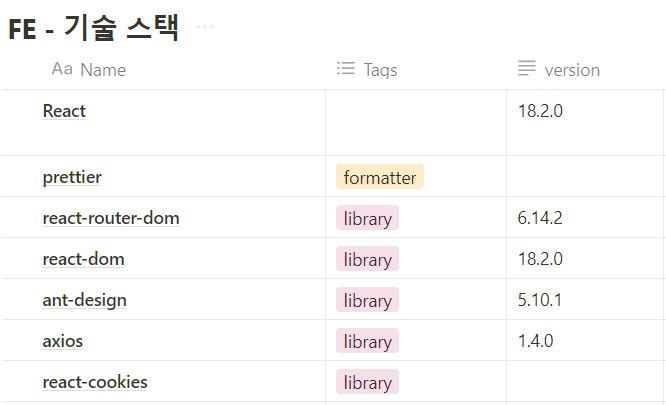 FE - 기술 스택 ...
Aa Name Tags version
React 18.2.0
prettier formatter
react-router-dom library 6.14.2
react-dom library 18.2.0
ant-design library 5.10.1
axios library 1.4.0
react-cookies library